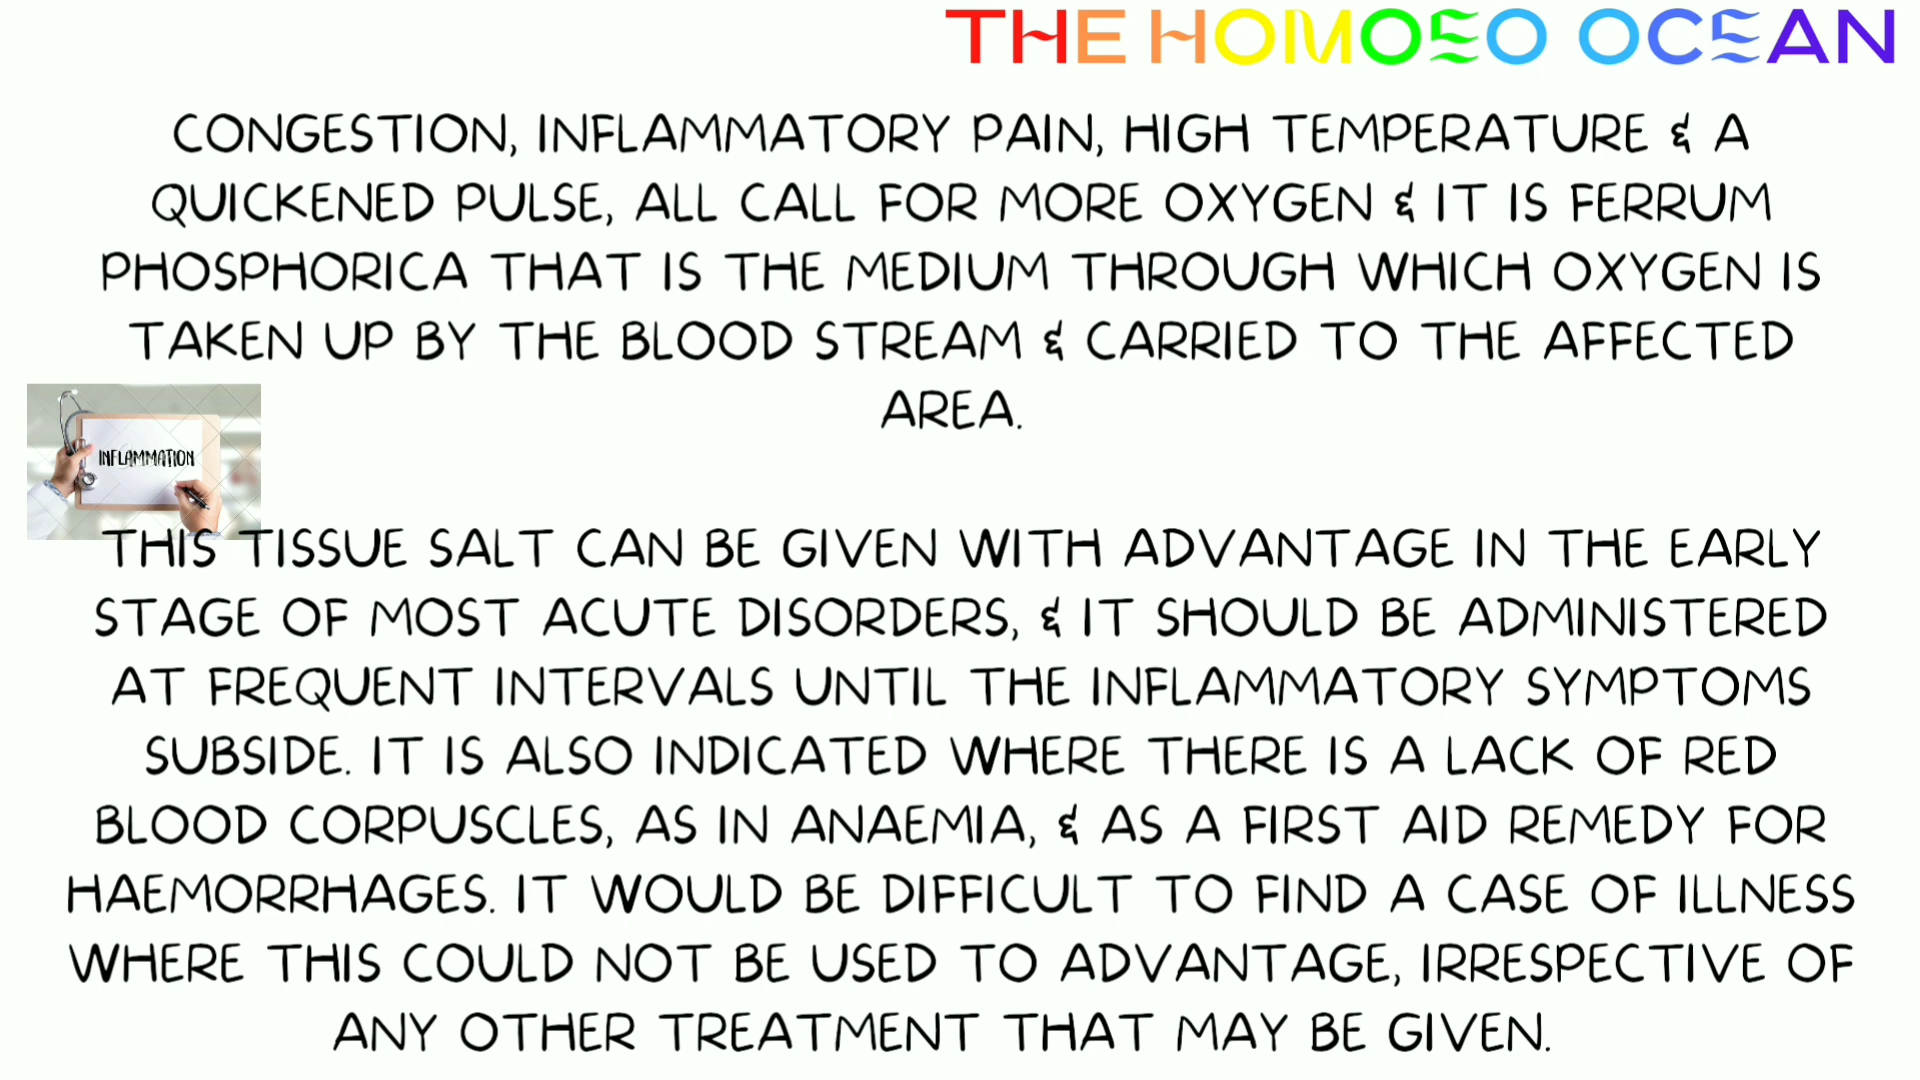 THE HOMOEO OCEAN
CONGESTION, INFLAMMATORY PAIN, HIGH TEMPERATURE & A
QUICKENED PULSE, ALL CALL FOR MORE OXYGEN & IT IS FERRUM
PHOSPHORICA THAT IS THE MEDIUM THROUGH WHICH OXYGEN IS
TAKEN UP BY THE BLOOD STREAM & CARRIED TO THE AFFECTED
AREA.
INFLAMMATION
THIS TISSUE SALT CAN BE GIVEN WITH ADVANTAGE IN THE EARLY
STAGE OF MOST ACUTE DISORDERS, & IT SHOULD BE ADMINISTERED
AT FREQUENT INTERVALS UNTIL THE INFLAMMATORY SYMPTOMS
SUBSIDE. IT IS ALSO INDICATED WHERE THERE IS A LACK OF RED
BLOOD CORPUSCLES, AS IN ANAEMIA, & AS A FIRST AID REMEDY FOR
HAEMORRHAGES. IT WOULD BE DIFFICULT TO FIND A CASE OF ILLNESS
WHERE THIS COULD NOT BE USED TO ADVANTAGE, IRRESPECTIVE OF
ANY OTHER TREATMENT THAT MAY BE GIVEN.